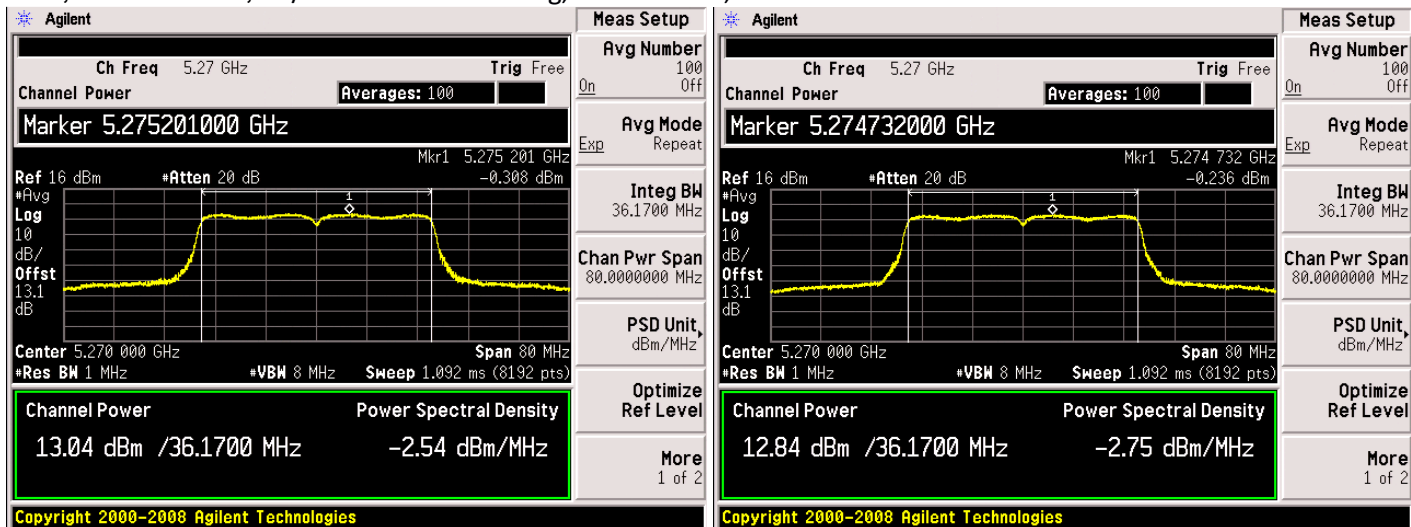 Agilent
Ch Freq 5.27 GHz Trig Free
Channel Power Averages: 100
Marker 5.275201000 GHz
Mkr1 5.275 201 GHz
Ref 16 dBm #Atten 20 dB -0.308 dBm
#Avg
Log
10
dB/
Offst
13.1
dB
1
Center 5.270 000 GHz Span 80 MHz
#Res BW 1 MHz #VBW 8 MHz Sweep 1.092 ms (8192 pts)
Channel Power Power Spectral Density
13.04 dBm /36.1700 MHz -2.54 dBm/MHz
Copyright 2000-2008 Agilent Technologies
Meas Setup
Avg Number
100
On Off
Avg Mode
Exp Repeat
Integ BW
36.1700 MHz
Chan Pwr Span
80.0000000 MHz
PSD Unit
dBm/MHz
Optimize
Ref Level
More
1 of 2
Agilent
Ch Freq 5.27 GHz Trig Free
Channel Power Averages: 100
Marker 5.274732000 GHz
Mkr1 5.274 732 GHz
Ref 16 dBm #Atten 20 dB -0.236 dBm
#Avg
Log
10
dB/
Offst
13.1
dB
1
Center 5.270 000 GHz Span 80 MHz
#Res BW 1 MHz #VBW 8 MHz Sweep 1.092 ms (8192 pts)
Channel Power Power Spectral Density
12.84 dBm /36.1700 MHz -2.75 dBm/MHz
Copyright 2000-2008 Agilent Technologies
Meas Setup
Avg Number
100
On Off
Avg Mode
Exp Repeat
Integ BW
36.1700 MHz
Chan Pwr Span
80.0000000 MHz
PSD Unit
dBm/MHz
Optimize
Ref Level
More
1 of 2